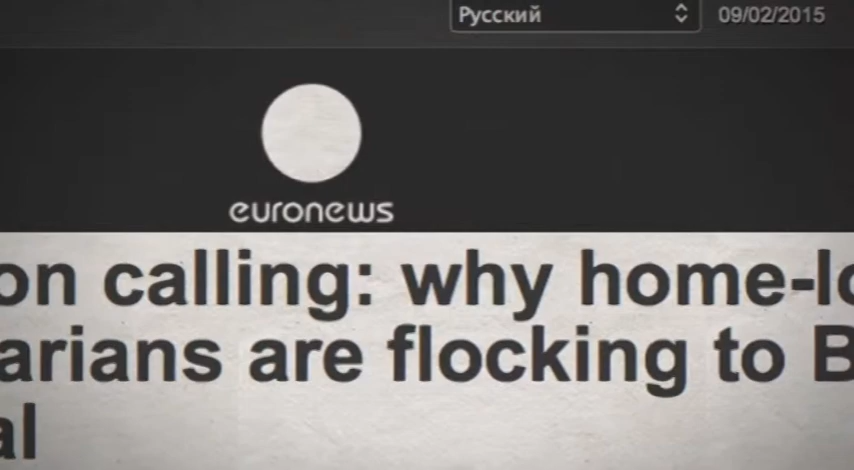 Русский 09/02/2015
euronews
on calling: why home-lo
arians are flocking to B
al